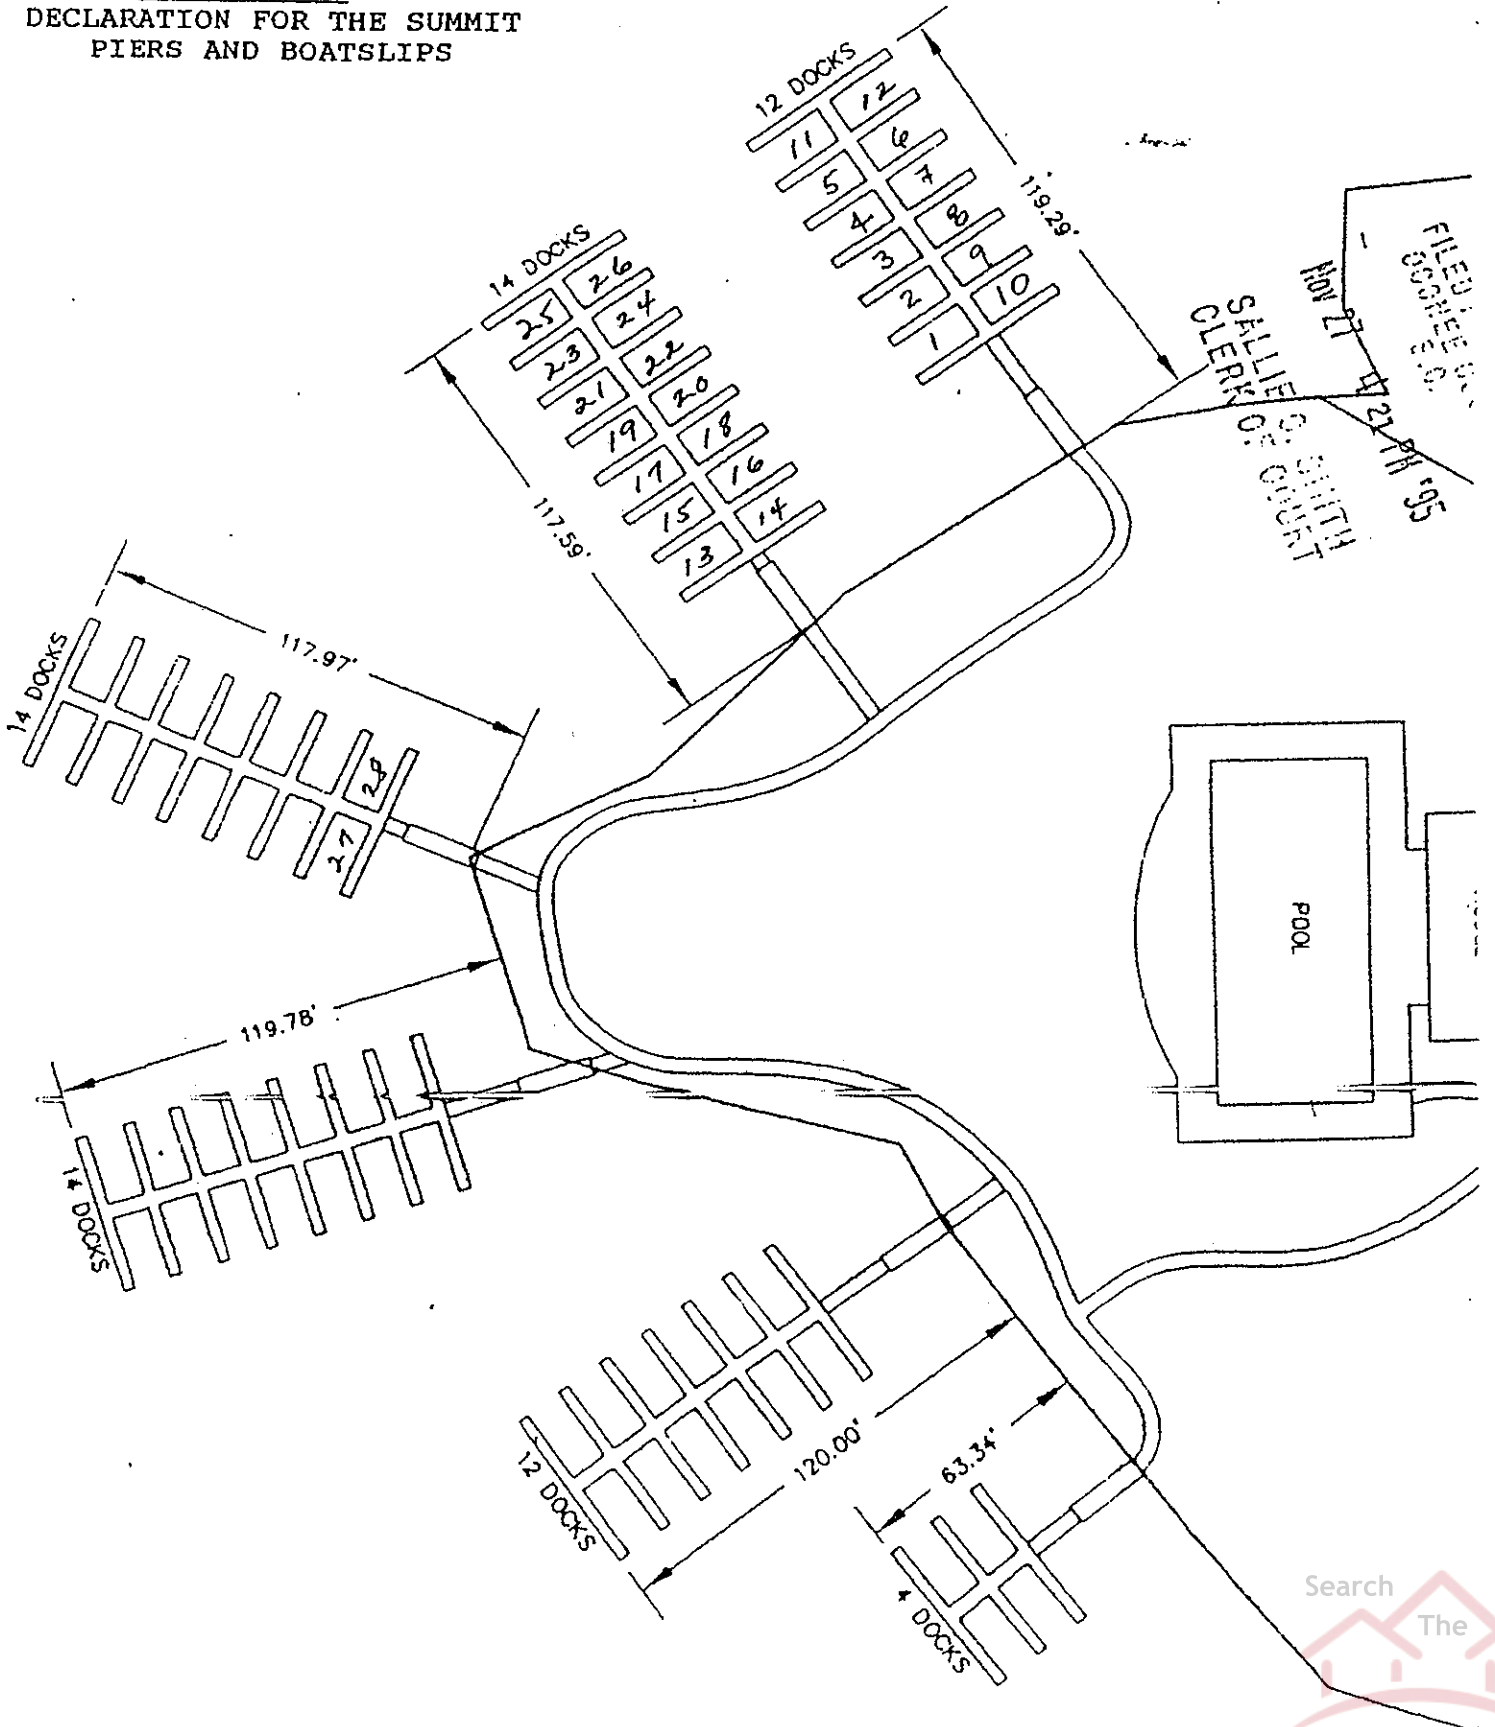 DECLARATION FOR THE SUMMIT
PIERS AND BOATSLIPS
12 DOCKS
11 12
5 6
4 7
3 8
2 9
1 10
119.29'
14 DOCKS
25 26
23 24
21 22
19 20
17 18
15 16
13 14
117.59'
FILED
NOV 27 4 21 PM '95
SALLIE C. SMITH
CLERK OF COURT
14 DOCKS
117.97'
28
27
POOL
119.78'
14 DOCKS
12 DOCKS
120.00'
63.34'
4 DOCKS
Search
The